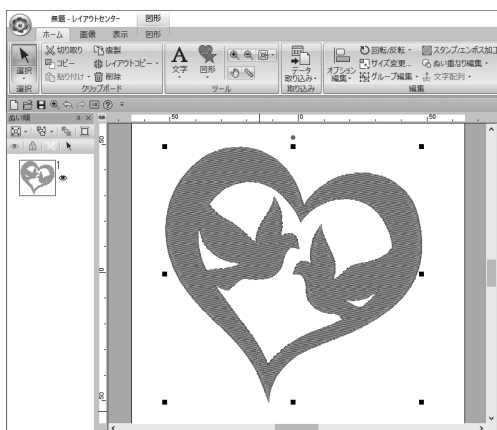 無題 - レイアウトセンター 図形
ホーム 画像 表示 図形
選択
切り取り
コピー
貼り付け
複製
レイアウトコピー
削除
文字
図形
データ
取り込み
オプション
編集
回転/反転
サイズ変更...
グループ編集
スタンプ/エンボス加工
ぬい重なり編集
文字配列
選択 クリップボード ツール 取り込み 編集
ぬい順
50 0 50
1
50
0
50